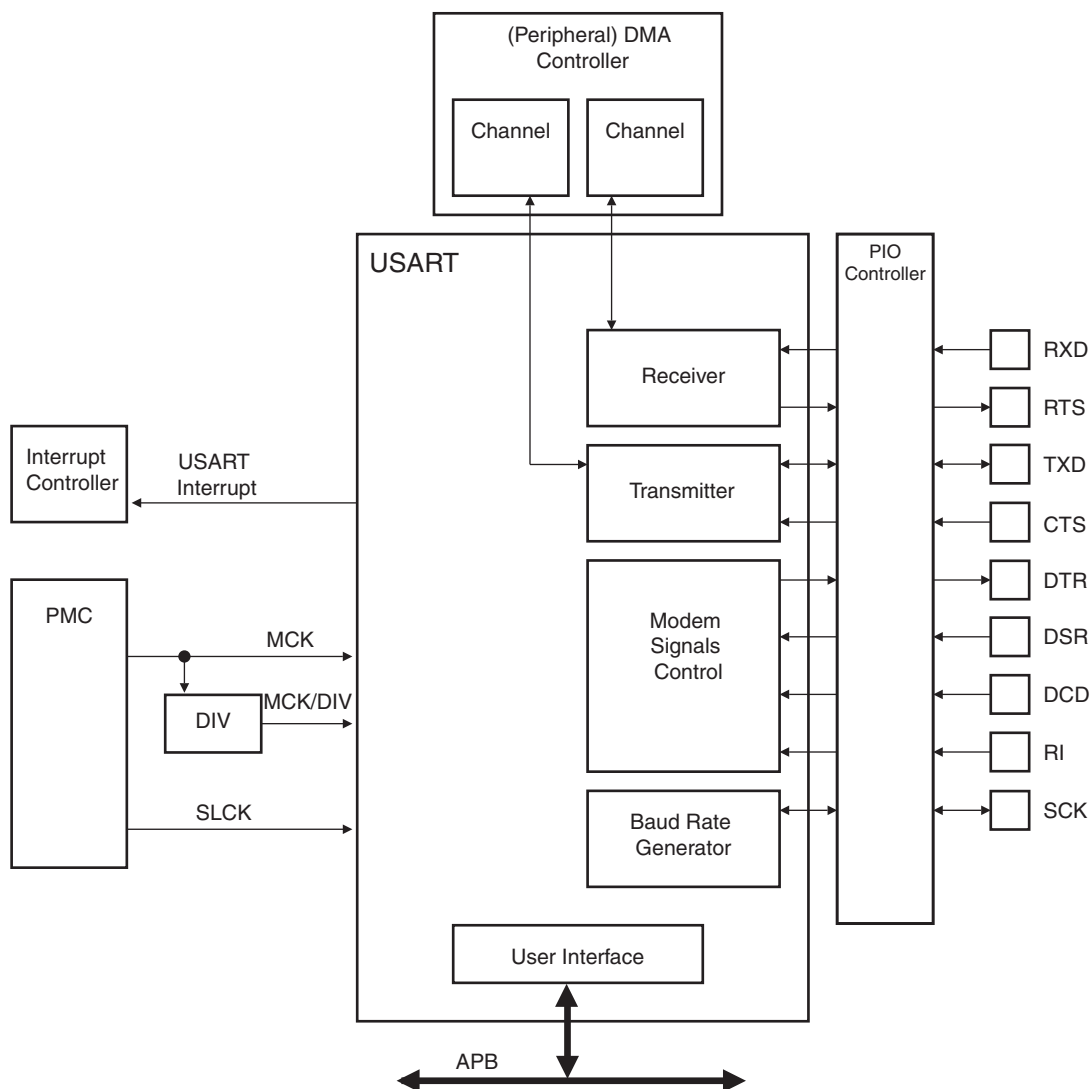 (Peripheral) DMA
Controller
Channel
Channel
USART
PIO
Controller
Receiver
RXD
RTS
Interrupt
Controller
USART
Interrupt
Transmitter
TXD
CTS
PMC
MCK
DIV
MCK/DIV
SLCK
Modem
Signals
Control
DTR
DSR
DCD
RI
Baud Rate
Generator
SCK
User Interface
APB